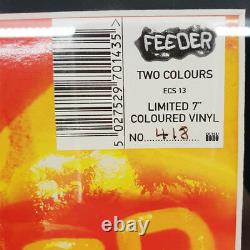 FEEDER
TWO COLOURS
ECS 13
LIMITED 7"
COLOURED VINYL
NO. 413
5 027529 701435